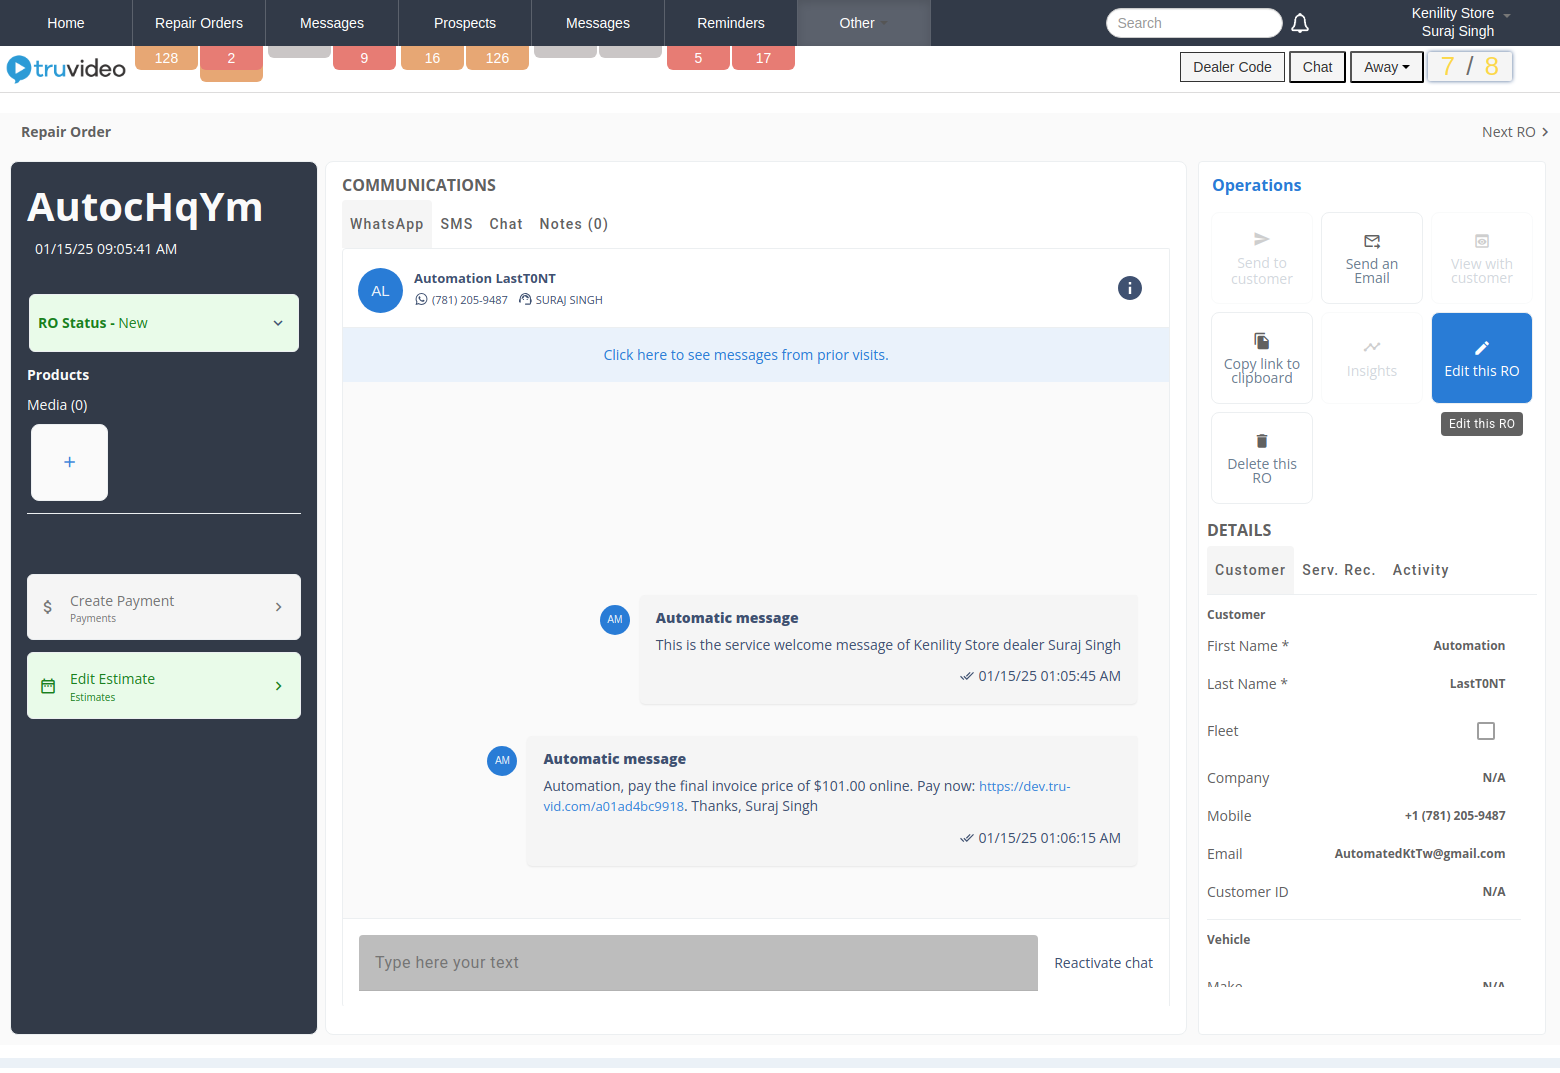 Home
Repair Orders
Messages
Prospects
Messages
Reminders
Other
Search
Kenility Store
Suraj Singh
truvideo
128
2
9
16
126
5
17
Dealer Code
Chat
Away
7 / 8
Repair Order
Next RO
AutocHqYm
01/15/25 09:05:41 AM
RO Status - New
Products
Media (0)
+
$
Create Payment
Payments
Edit Estimate
Estimates
COMMUNICATIONS
WhatsApp
SMS
Chat
Notes (0)
AL
Automation LastT0NT
(781) 205-9487
SURAJ SINGH
Click here to see messages from prior visits.
AM
Automatic message
This is the service welcome message of Kenility Store dealer Suraj Singh
01/15/25 01:05:45 AM
AM
Automatic message
Automation, pay the final invoice price of $101.00 online. Pay now: https://dev.tru-
vid.com/a01ad4bc9918. Thanks, Suraj Singh
01/15/25 01:06:15 AM
Type here your text
Reactivate chat
Operations
Send to
customer
Send an
Email
View with
customer
Copy link to
clipboard
Insights
Edit this RO
Edit this RO
Delete this
RO
DETAILS
Customer
Serv. Rec.
Activity
Customer
First Name * Automation
Last Name * LastT0NT
Fleet
Company N/A
Mobile +1 (781) 205-9487
Email AutomatedKtTw@gmail.com
Customer ID N/A
Vehicle
Make N/A